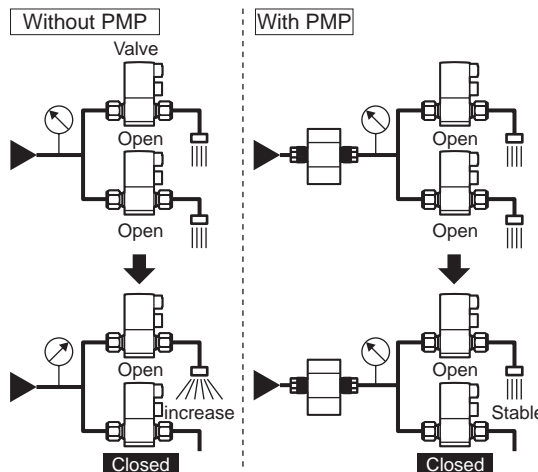 Without PMP
Valve
Open
Open
Open
increase
Closed
With PMP
Open
Open
Open
Stable
Closed